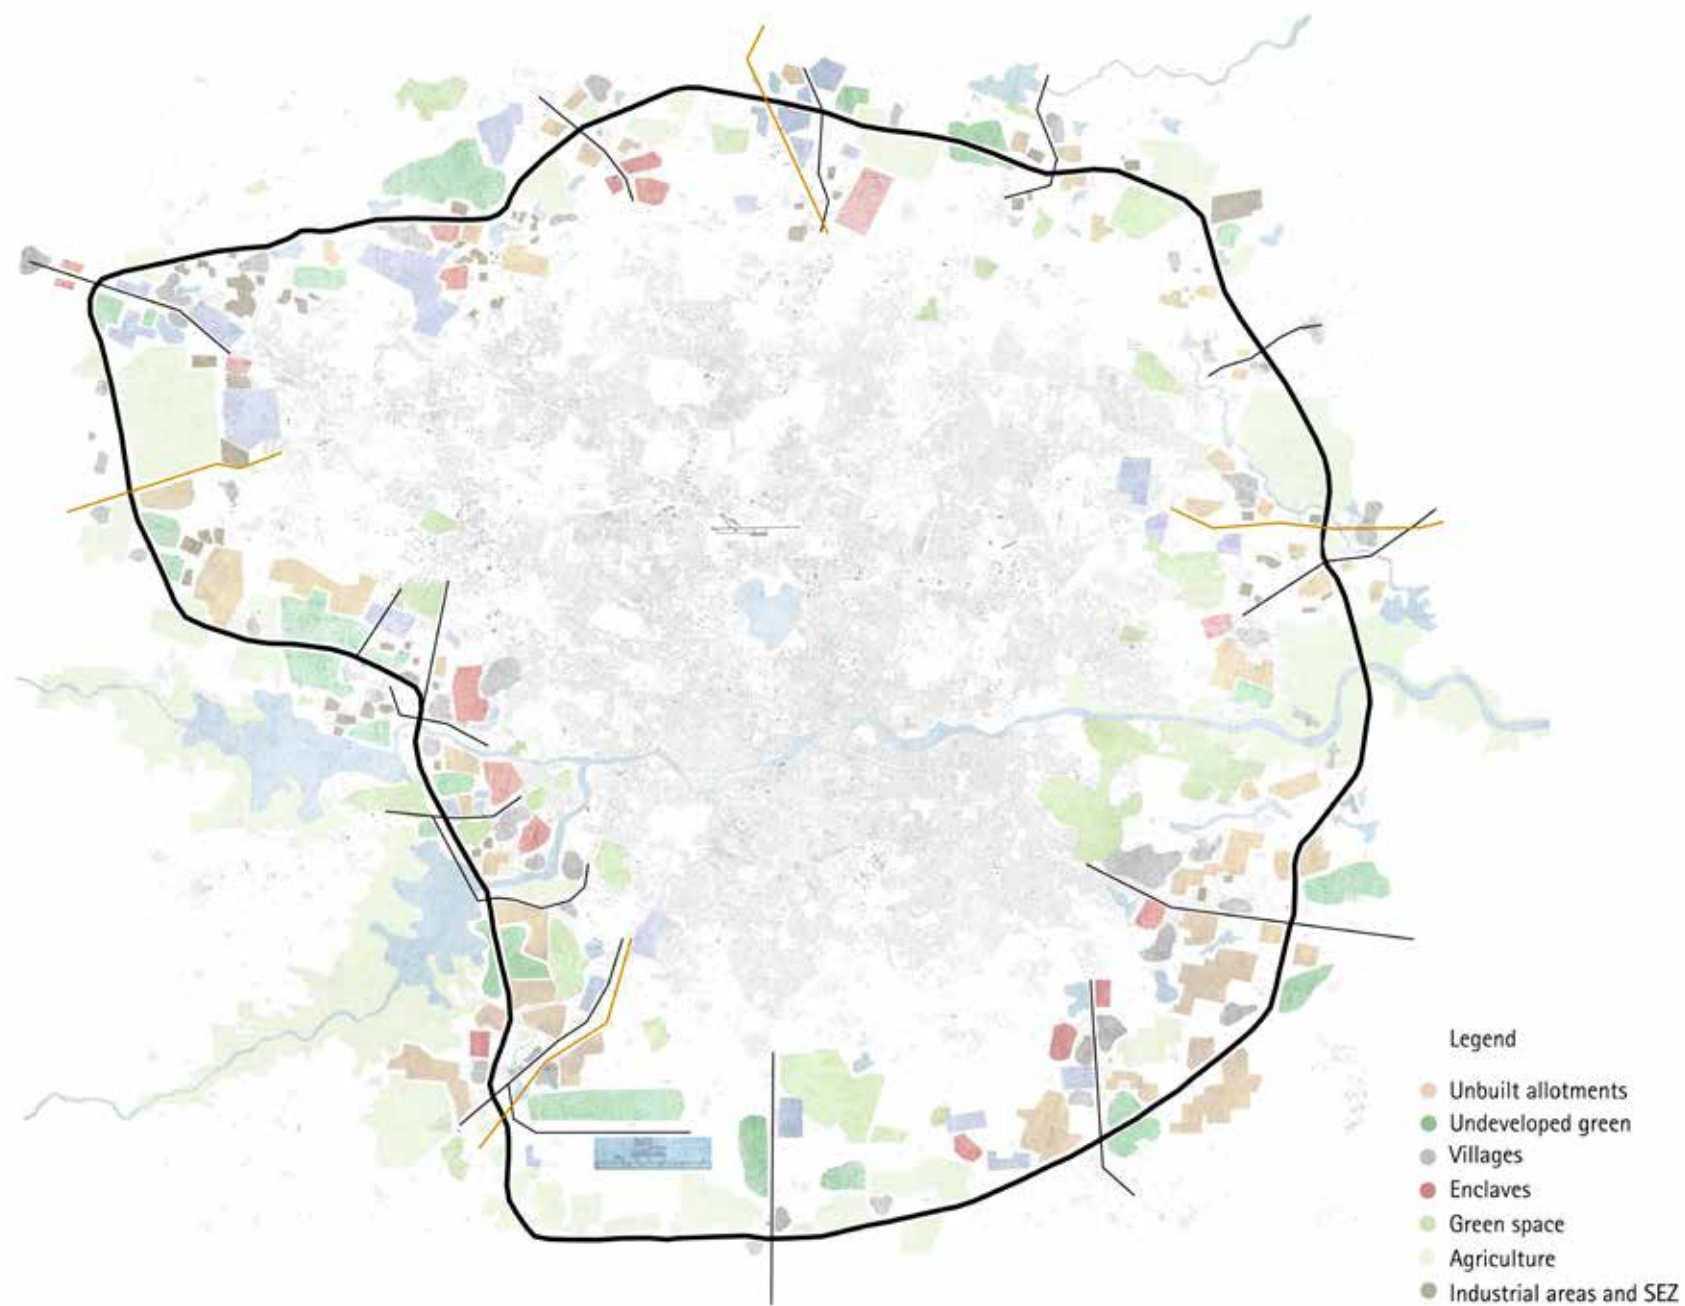 Legend
Unbuilt allotments
Undeveloped green
Villages
Enclaves
Green space
Agriculture
Industrial areas and SEZ